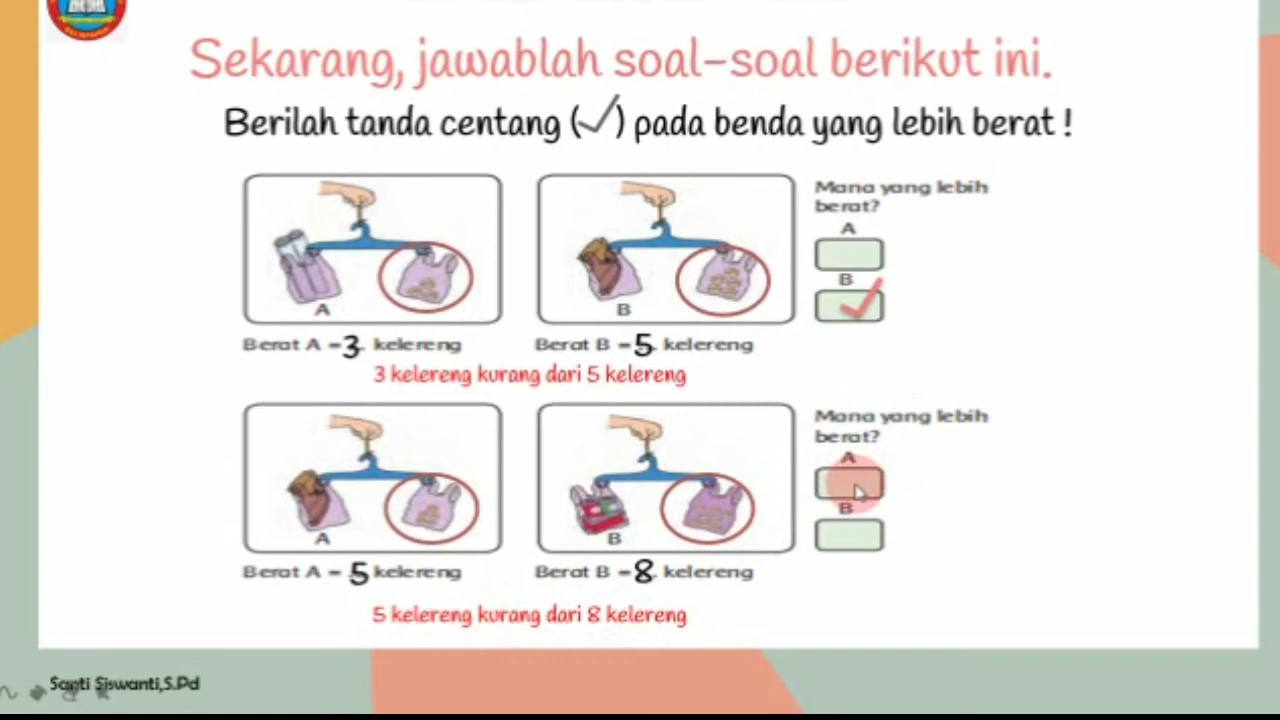 Sekarang, jawablah soal-soal berikut ini.
Berilah tanda centang (✓) pada benda yang lebih berat !
Mana yang lebih
berat?
A
B
A
B
Berat A = 3 kelereng
Berat B = 5 kelereng
3 kelereng kurang dari 5 kelereng
Mana yang lebih
berat?
A
B
A
B
Berat A = 5 kelereng
Berat B = 8 kelereng
5 kelereng kurang dari 8 kelereng
Santi Siswanti,S.Pd